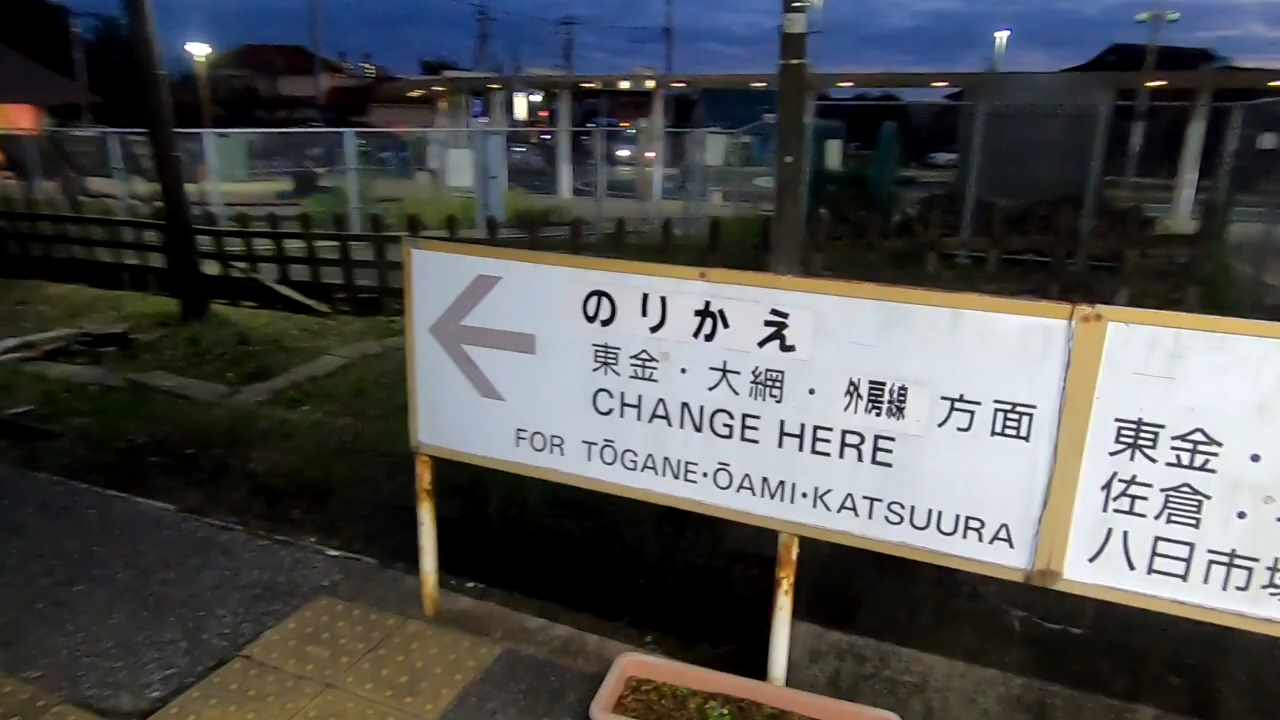 のりかえ
東金・大網・外房線 方面
CHANGE HERE
FOR TŌGANE・ŌAMI・KATSUURA
東金・
佐倉・
八日市場